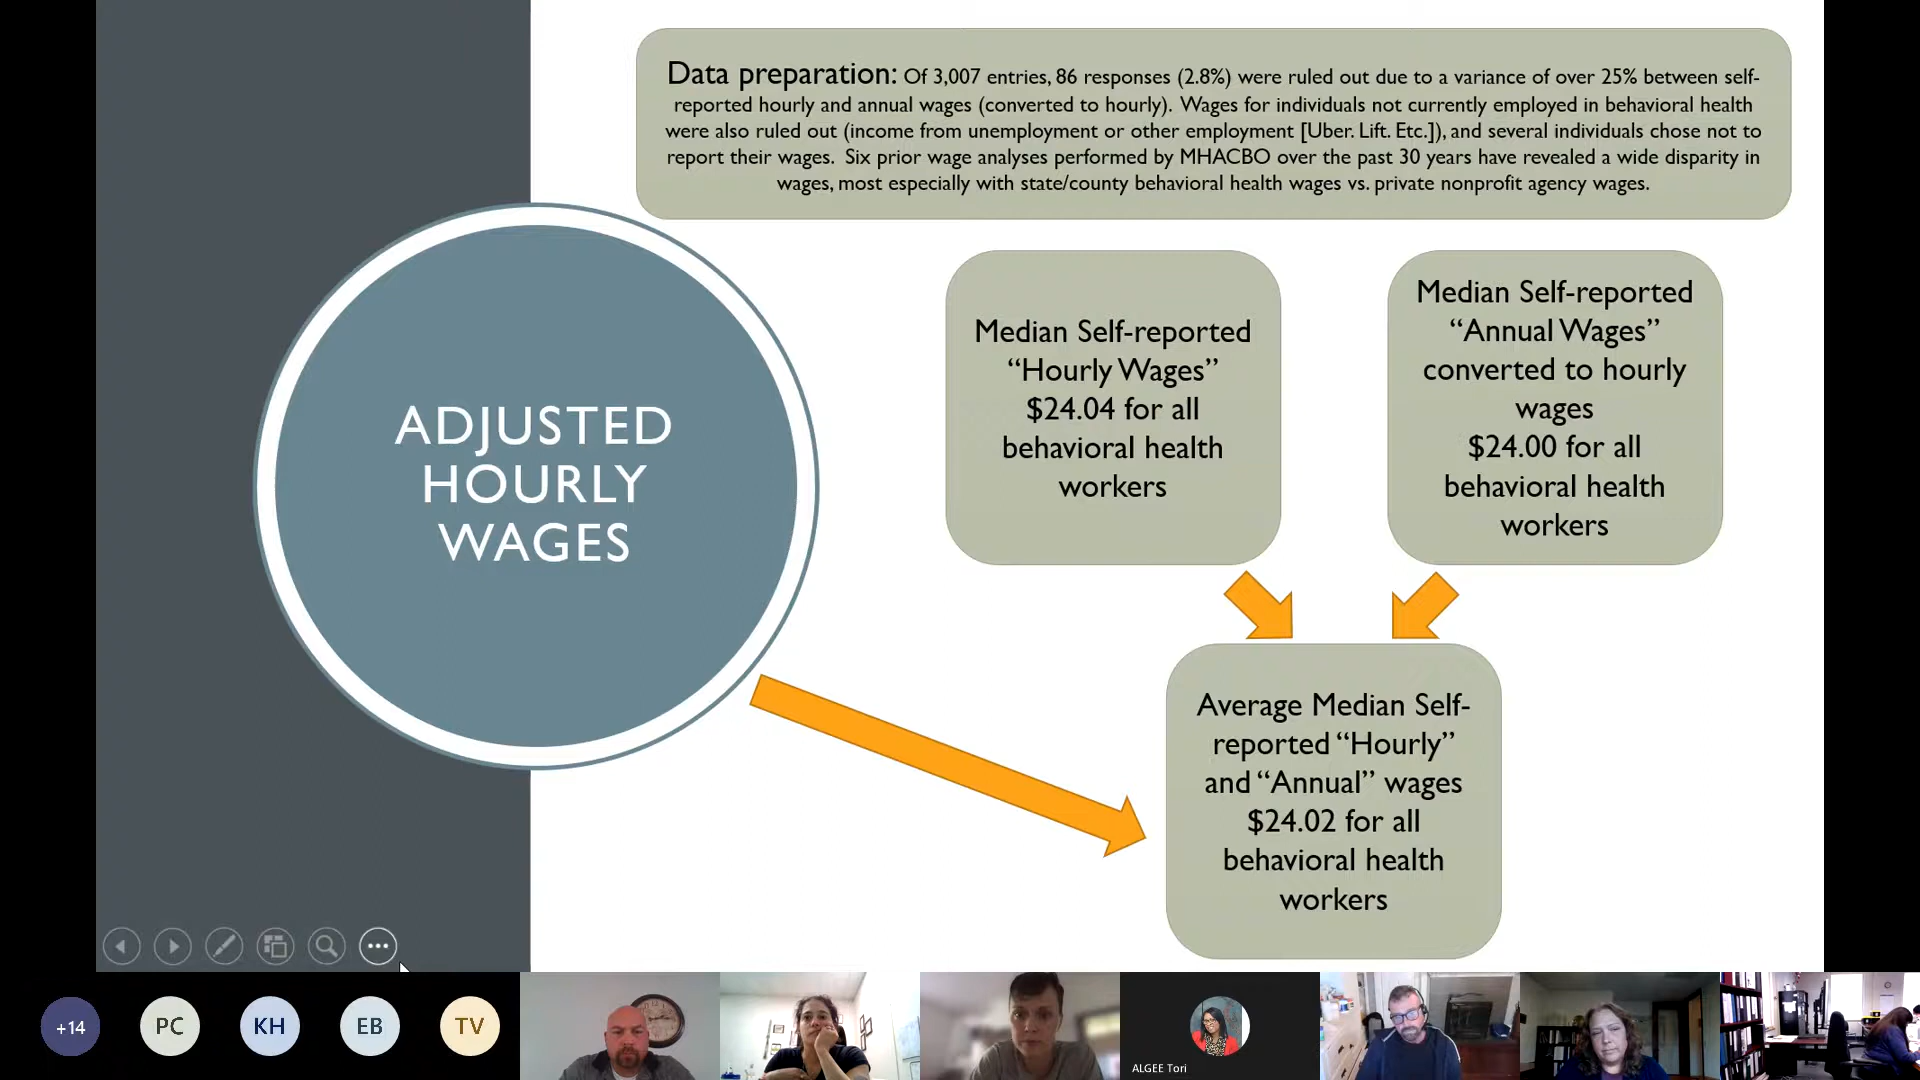 Data preparation: Of 3,007 entries, 86 responses (2.8%) were ruled out due to a variance of over 25% between self-
reported hourly and annual wages (converted to hourly). Wages for individuals not currently employed in behavioral health
were also ruled out (income from unemployment or other employment [Uber. Lift. Etc.]), and several individuals chose not to
report their wages. Six prior wage analyses performed by MHACBO over the past 30 years have revealed a wide disparity in
wages, most especially with state/county behavioral health wages vs. private nonprofit agency wages.
ADJUSTED
HOURLY
WAGES
Median Self-reported
“Hourly Wages”
$24.04 for all
behavioral health
workers
Median Self-reported
“Annual Wages”
converted to hourly
wages
$24.00 for all
behavioral health
workers
Average Median Self-
reported “Hourly”
and “Annual” wages
$24.02 for all
behavioral health
workers
+14
PC
KH
EB
TV
ALGEE Tori